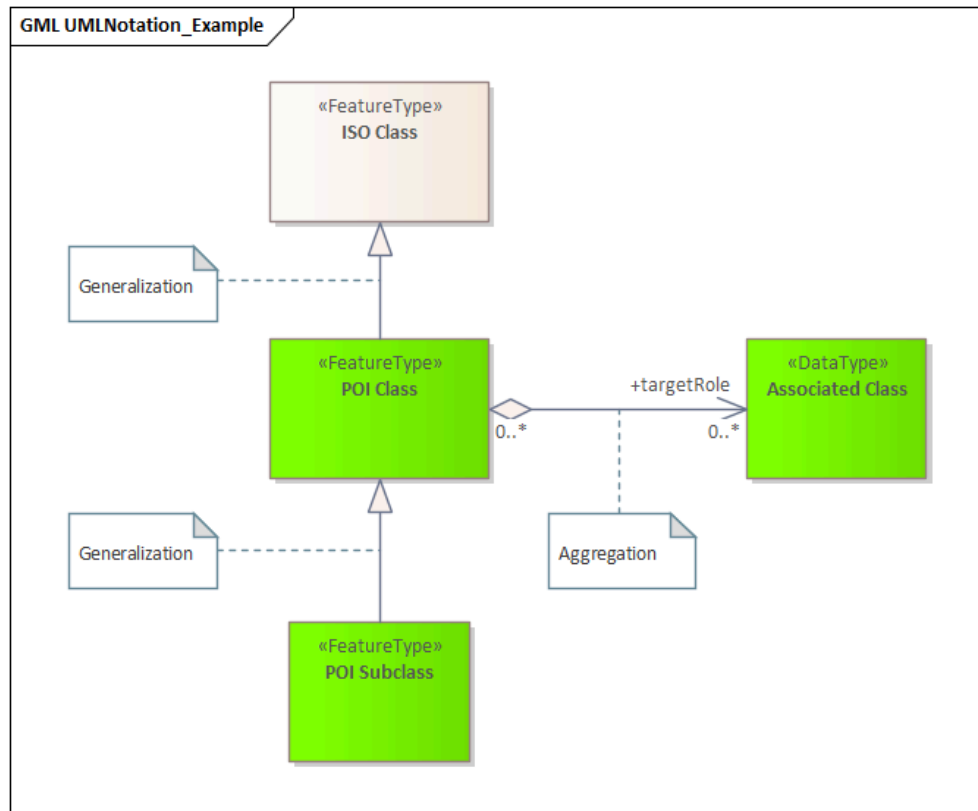 GML UMLNotation_Example
«FeatureType»
ISO Class
Generalization
«FeatureType»
POI Class
+targetRole
0..*
0..*
«DataType»
Associated Class
Generalization
Aggregation
«FeatureType»
POI Subclass